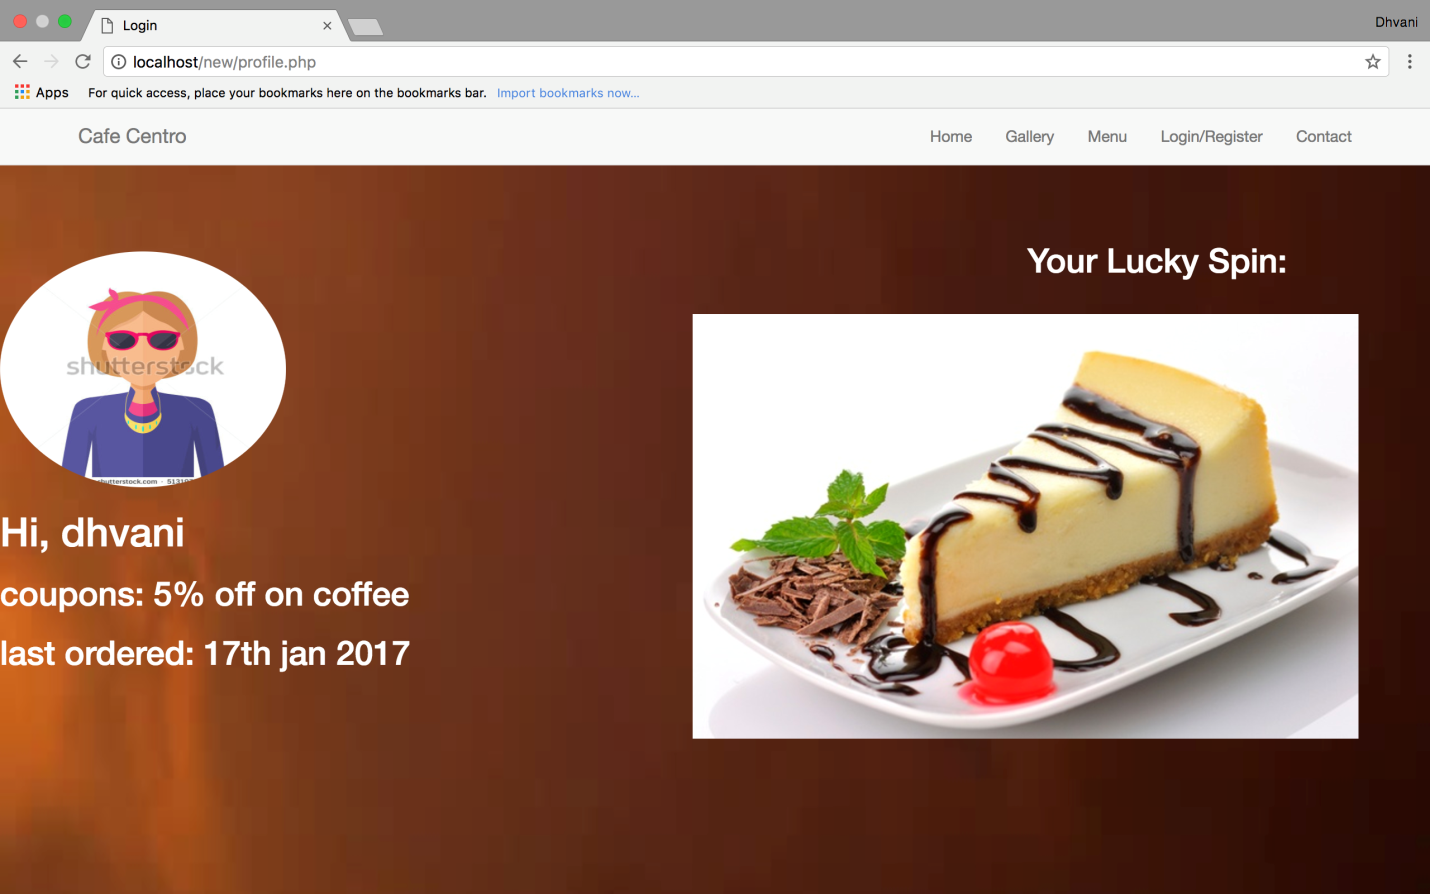 Login
Dhvani
localhost/new/profile.php
Apps For quick access, place your bookmarks here on the bookmarks bar. Import bookmarks now...
Cafe Centro Home Gallery Menu Login/Register Contact
Your Lucky Spin:
shutterstock
shutterstock.com ·
Hi, dhvani
coupons: 5% off on coffee
last ordered: 17th jan 2017